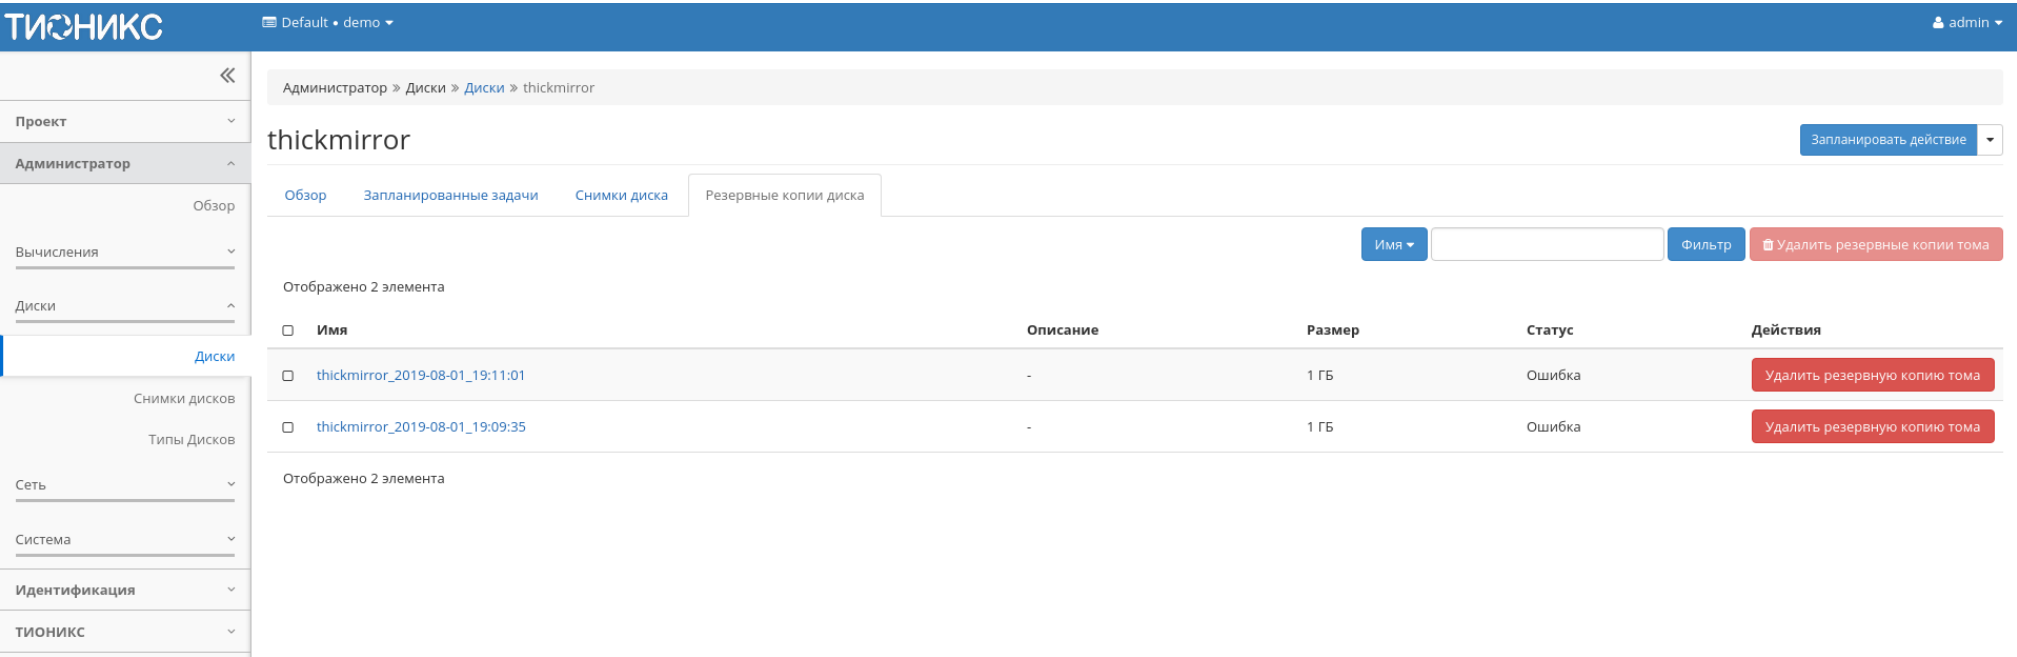 ТИОНИКС
Default • demo
admin
Проект
Администратор
Обзор
Вычисления
Диски
Диски
Снимки дисков
Типы Дисков
Сеть
Система
Идентификация
ТИОНИКС
Администратор » Диски » Диски » thickmirror
thickmirror
Запланировать действие
Обзор Запланированные задачи Снимки диска Резервные копии диска
Имя Фильтр Удалить резервные копии тома
Отображено 2 элемента
Имя Описание Размер Статус Действия
thickmirror_2019-08-01_19:11:01 - 1 ГБ Ошибка Удалить резервную копию тома
thickmirror_2019-08-01_19:09:35 - 1 ГБ Ошибка Удалить резервную копию тома
Отображено 2 элемента